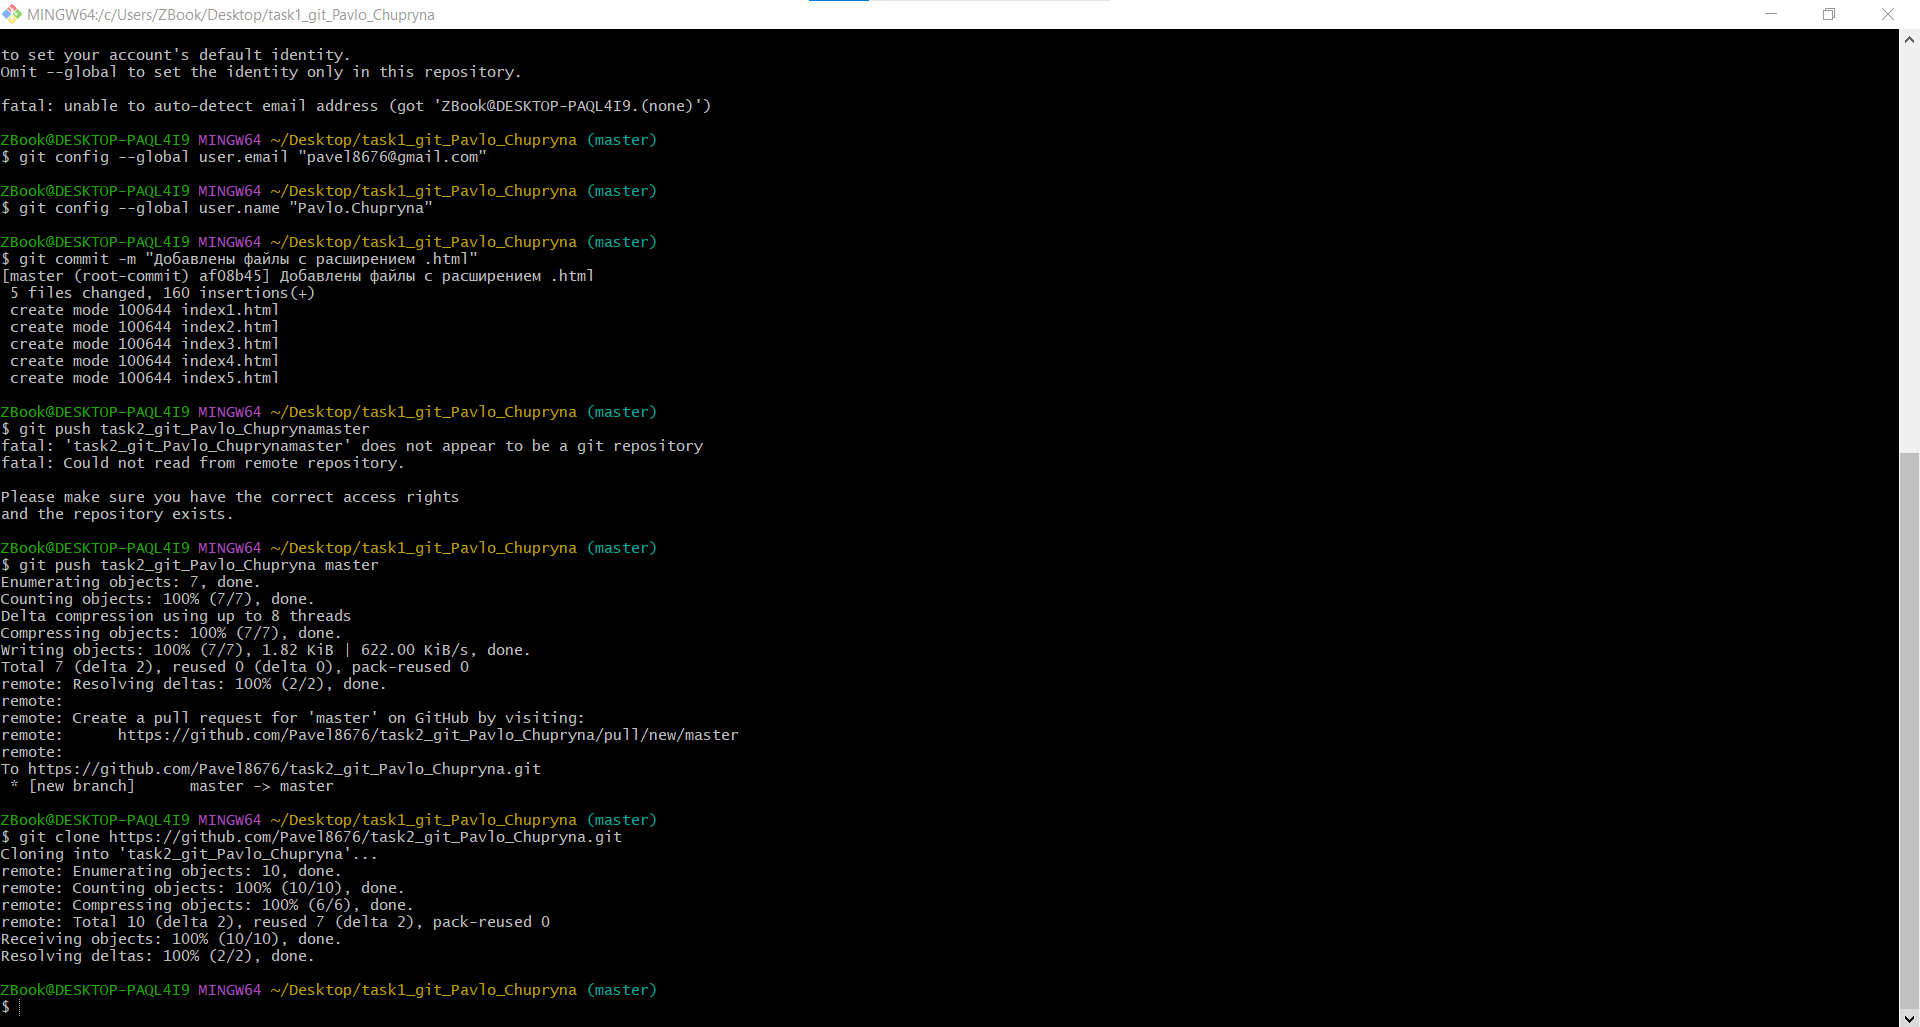 MINGW64:/c/Users/ZBook/Desktop/task1_git_Pavlo_Chupryna
to set your account's default identity.
Omit --global to set the identity only in this repository.
fatal: unable to auto-detect email address (got 'ZBook@DESKTOP-PAQL4I9.(none)')
ZBook@DESKTOP-PAQL4I9 MINGW64 ~/Desktop/task1_git_Pavlo_Chupryna (master)
$ git config --global user.email "pavel8676@gmail.com"
ZBook@DESKTOP-PAQL4I9 MINGW64 ~/Desktop/task1_git_Pavlo_Chupryna (master)
$ git config --global user.name "Pavlo.Chupryna"
ZBook@DESKTOP-PAQL4I9 MINGW64 ~/Desktop/task1_git_Pavlo_Chupryna (master)
$ git commit -m "Добавлены файлы с расширением .html"
[master (root-commit) af08b45] Добавлены файлы с расширением .html
5 files changed, 160 insertions(+)
create mode 100644 index1.html
create mode 100644 index2.html
create mode 100644 index3.html
create mode 100644 index4.html
create mode 100644 index5.html
ZBook@DESKTOP-PAQL4I9 MINGW64 ~/Desktop/task1_git_Pavlo_Chupryna (master)
$ git push task2_git_Pavlo_Chuprynamaster
fatal: 'task2_git_Pavlo_Chuprynamaster' does not appear to be a git repository
fatal: Could not read from remote repository.
Please make sure you have the correct access rights
and the repository exists.
ZBook@DESKTOP-PAQL4I9 MINGW64 ~/Desktop/task1_git_Pavlo_Chupryna (master)
$ git push task2_git_Pavlo_Chupryna master
Enumerating objects: 7, done.
Counting objects: 100% (7/7), done.
Delta compression using up to 8 threads
Compressing objects: 100% (7/7), done.
Writing objects: 100% (7/7), 1.82 KiB | 622.00 KiB/s, done.
Total 7 (delta 2), reused 0 (delta 0), pack-reused 0
remote: Resolving deltas: 100% (2/2), done.
remote:
remote: Create a pull request for 'master' on GitHub by visiting:
remote:      https://github.com/Pavel8676/task2_git_Pavlo_Chupryna/pull/new/master
remote:
To https://github.com/Pavel8676/task2_git_Pavlo_Chupryna.git
* [new branch]      master -> master
ZBook@DESKTOP-PAQL4I9 MINGW64 ~/Desktop/task1_git_Pavlo_Chupryna (master)
$ git clone https://github.com/Pavel8676/task2_git_Pavlo_Chupryna.git
Cloning into 'task2_git_Pavlo_Chupryna'...
remote: Enumerating objects: 10, done.
remote: Counting objects: 100% (10/10), done.
remote: Compressing objects: 100% (6/6), done.
remote: Total 10 (delta 2), reused 7 (delta 2), pack-reused 0
Receiving objects: 100% (10/10), done.
Resolving deltas: 100% (2/2), done.
ZBook@DESKTOP-PAQL4I9 MINGW64 ~/Desktop/task1_git_Pavlo_Chupryna (master)
$